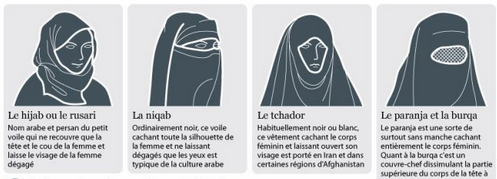 Le hijab ou le rusari
Nom arabe et persan du petit
voile qui ne recouvre que la
tête et le cou de la femme et
laisse le visage de la femme
dégagé
La niqab
Ordinairement noir, ce voile
cachant toute la silhouette de
la femme et ne laissant
dégagés que les yeux est
typique de la culture arabe
Le tchador
Habituellement noir ou blanc,
ce vêtement cachant le corps
féminin et laissant ouvert son
visage est porté en Iran et dans
certaines régions d'Afghanistan
Le paranja et la burqa
Le paranja est une sorte de
surtout sans manche cachant
entièrement le corps féminin.
Quant à la burqa c'est un
couvre-chef dissimulant la partie
supérieure du corps de la tête à